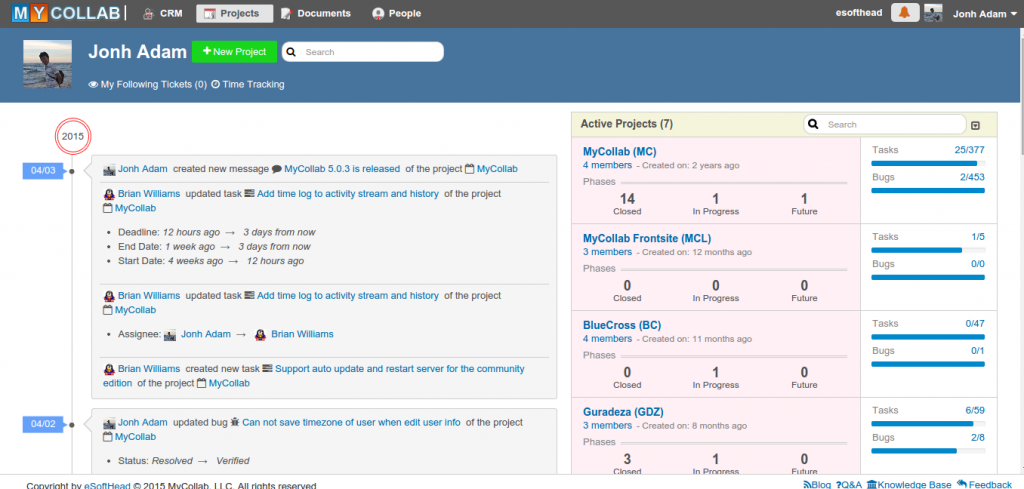 MYCOLLAB CRM Projects Documents People esofthead Jonh Adam
Jonh Adam +New Project Search
My Following Tickets (0) Time Tracking
2015
04/03
Jonh Adam created new message MyCollab 5.0.3 is released of the project MyCollab
Brian Williams updated task Add time log to activity stream and history of the project
MyCollab
• Deadline: 12 hours ago → 3 days from now
• End Date: 1 week ago → 3 days from now
• Start Date: 4 weeks ago → 12 hours ago
Brian Williams updated task Add time log to activity stream and history of the project
MyCollab
• Assignee: Jonh Adam → Brian Williams
Brian Williams created new task Support auto update and restart server for the community
edition of the project MyCollab
04/02
Jonh Adam updated bug Can not save timezone of user when edit user info of the project
MyCollab
• Status: Resolved → Verified
Active Projects (7) Search
MyCollab (MC)
4 members - Created on: 2 years ago
Phases
14 1 1
Closed In Progress Future
Tasks 25/377
Bugs 2/453
MyCollab Frontsite (MCL)
3 members - Created on: 12 months ago
Phases
0 0 0
Closed In Progress Future
Tasks 1/5
Bugs 0/0
BlueCross (BC)
4 members - Created on: 11 months ago
Phases
0 1 0
Closed In Progress Future
Tasks 0/47
Bugs 0/1
Guradeza (GDZ)
3 members - Created on: 8 months ago
Phases
3 1 0
Closed In Progress Future
Tasks 6/59
Bugs 2/8
Copyright by eSoftHead © 2015 MyCollab, LLC. All rights reserved
Blog ?Q&A Knowledge Base Feedback